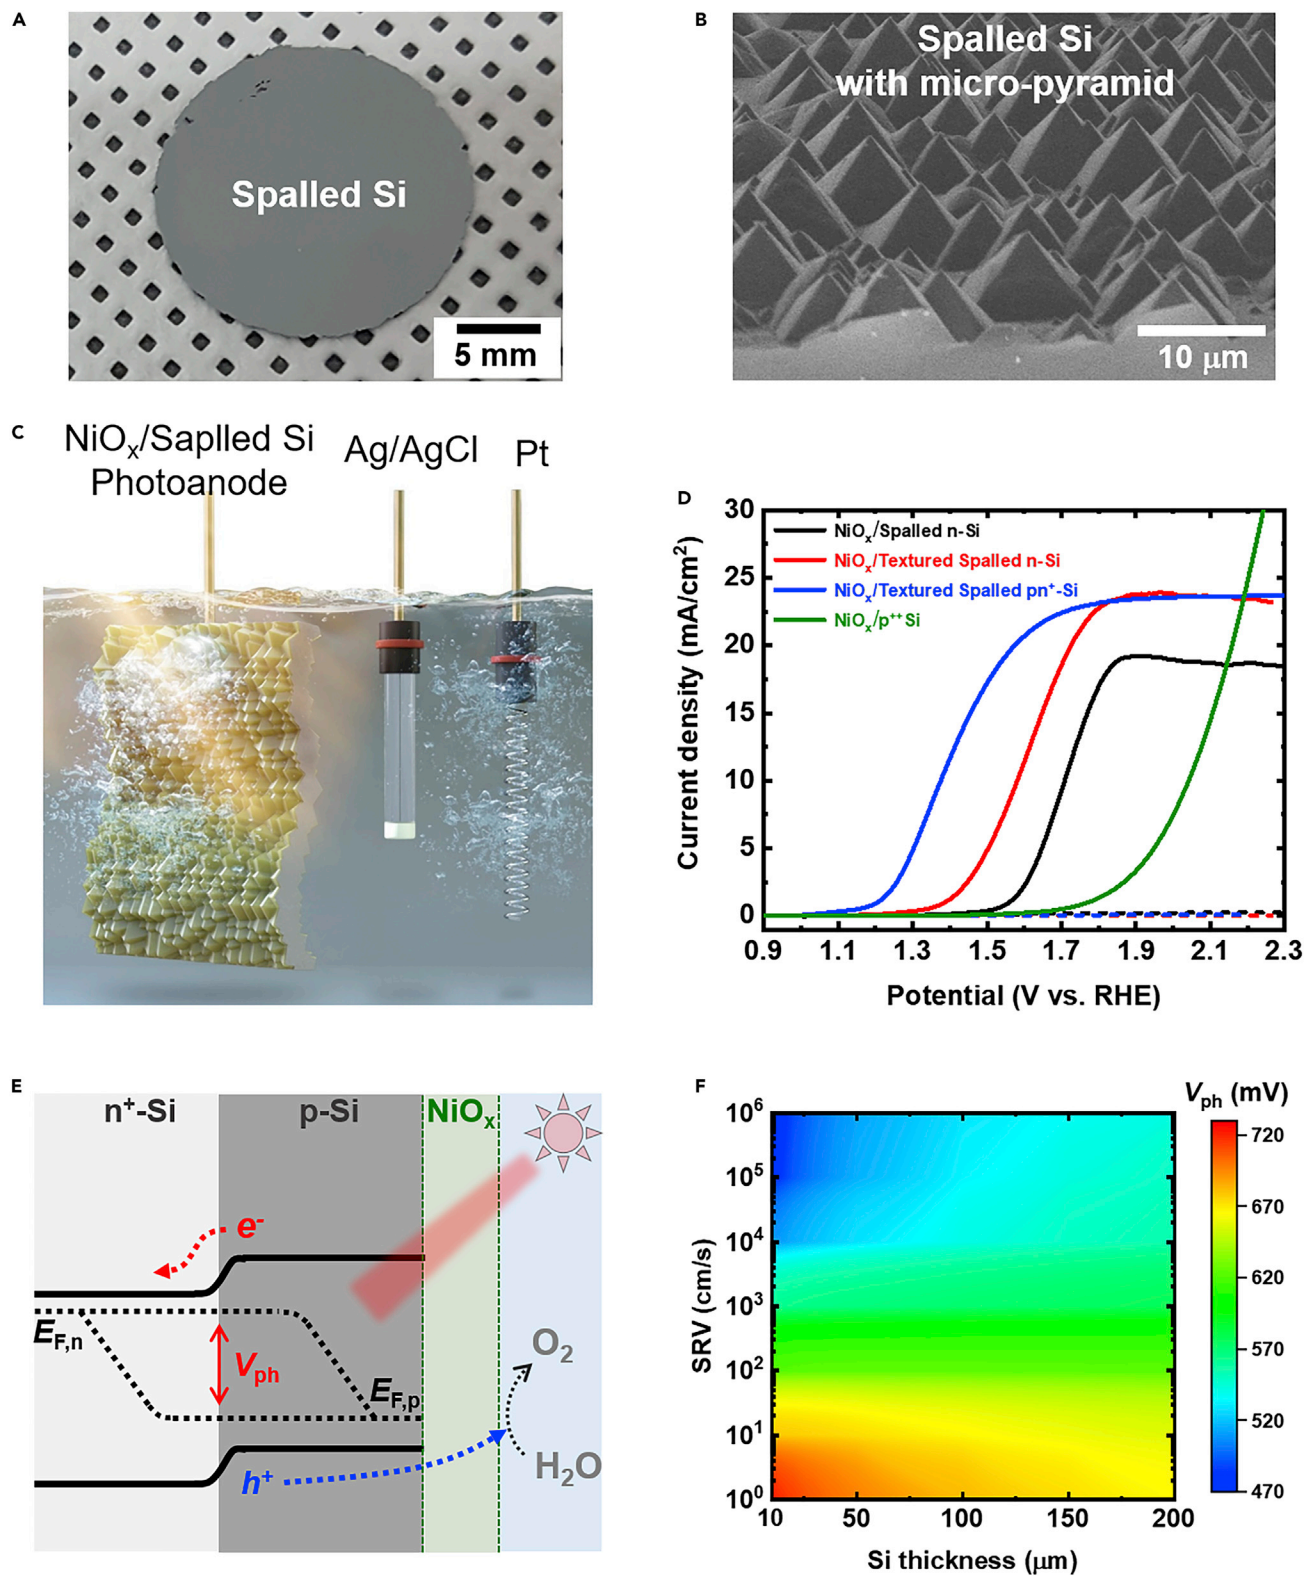 A
Spalled Si
5 mm
B
Spalled Si
with micro-pyramid
10 μm
C
NiOx/Saplled Si
Photoanode
Ag/AgCl
Pt
D
30
25
20
15
10
5
0
Current density (mA/cm²)
NiOx/Spalled n-Si
NiOx/Textured Spalled n-Si
NiOx/Textured Spalled pn⁺-Si
NiOx/p⁺⁺Si
0.9 1.1 1.3 1.5 1.7 1.9 2.1 2.3
Potential (V vs. RHE)
E
n⁺-Si
p-Si
NiOx
e⁻
EF,n
Vph
EF,p
h⁺
O₂
H₂O
F
Vph (mV)
10⁶
10⁵
10⁴
10³
10²
10¹
10⁰
SRV (cm/s)
10 50 100 150 200
Si thickness (μm)
720
670
620
570
520
470